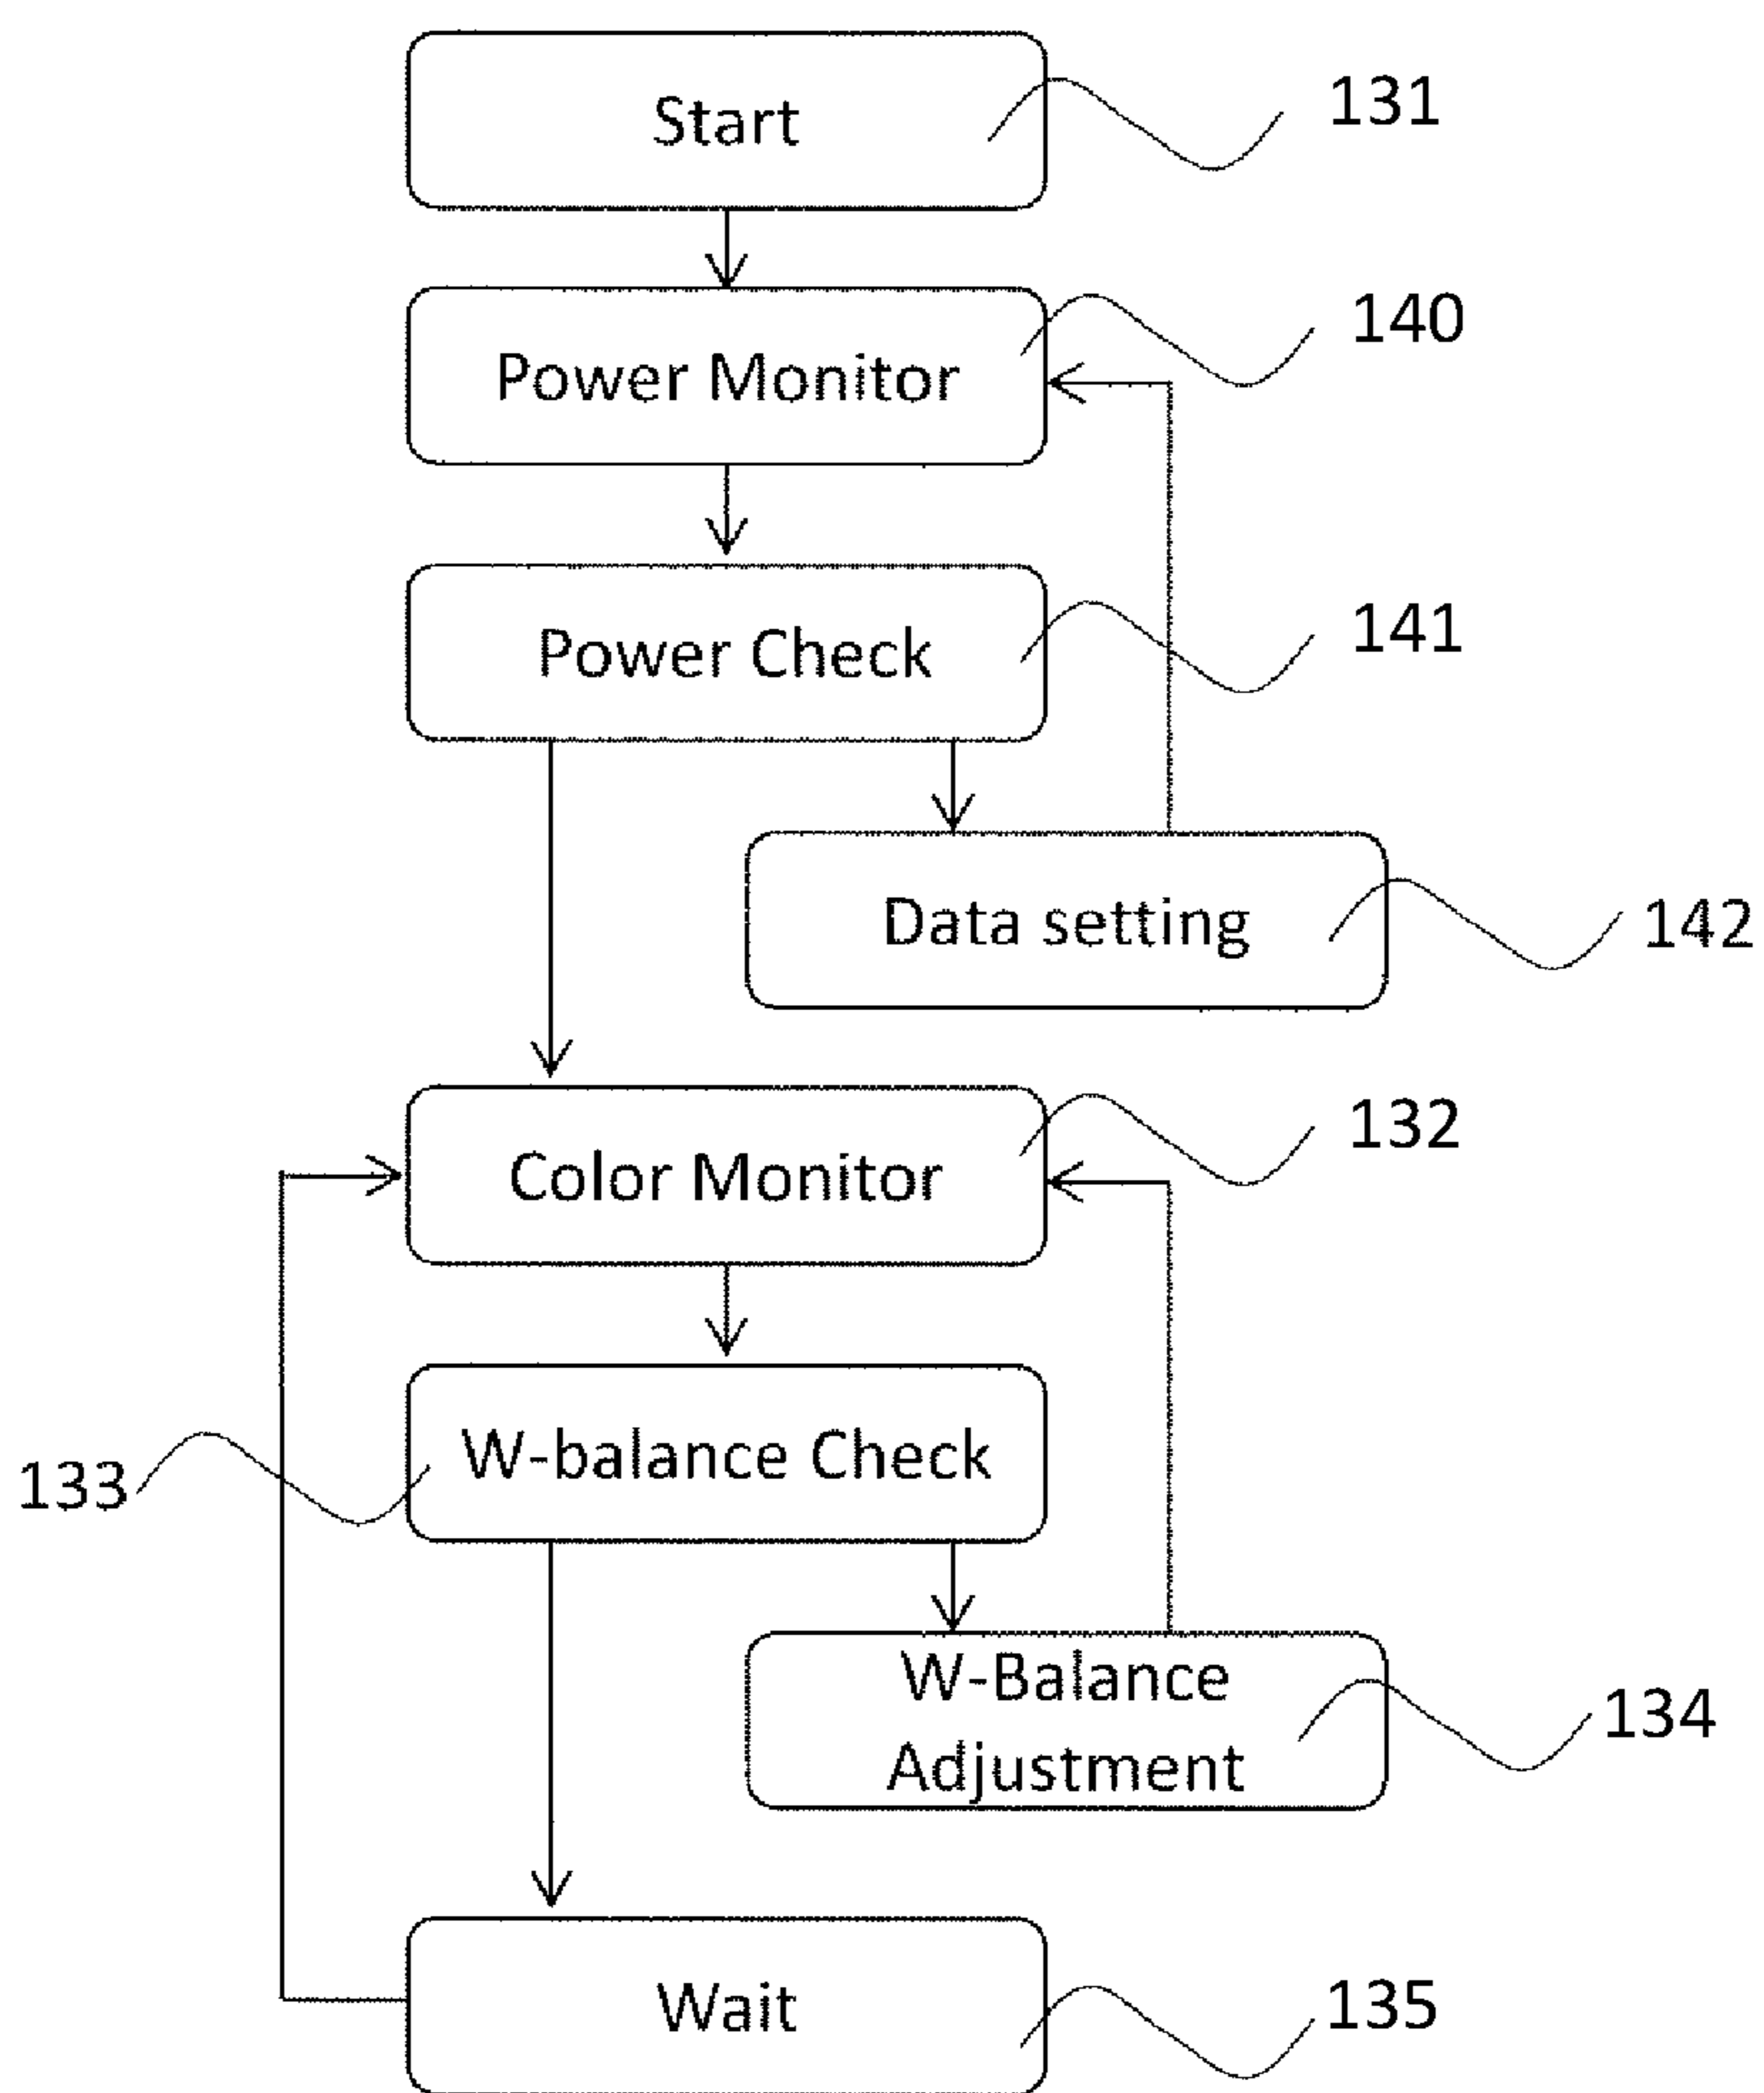 Start
131
Power Monitor
140
Power Check
141
Data setting
142
Color Monitor
132
W-balance Check
133
W-Balance
Adjustment
134
Wait
135